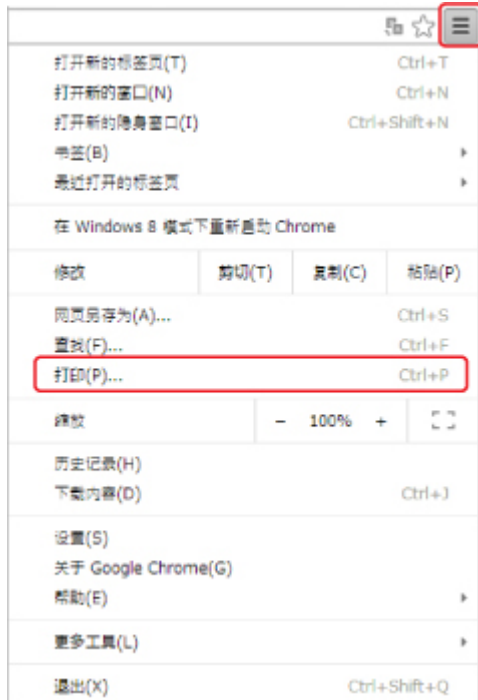 打开新的标签页(T) Ctrl+T
打开新的窗口(N) Ctrl+N
打开新的隐身窗口(I) Ctrl+Shift+N
书签(B)
最近打开的标签页
在 Windows 8 模式下重新启动 Chrome
修改 剪切(T) 复制(C) 粘贴(P)
网页另存为(A)... Ctrl+S
查找(F)... Ctrl+F
打印(P)... Ctrl+P
缩放 - 100% +
历史记录(H)
下载内容(D) Ctrl+J
设置(S)
关于 Google Chrome(G)
帮助(E)
更多工具(L)
退出(X) Ctrl+Shift+Q